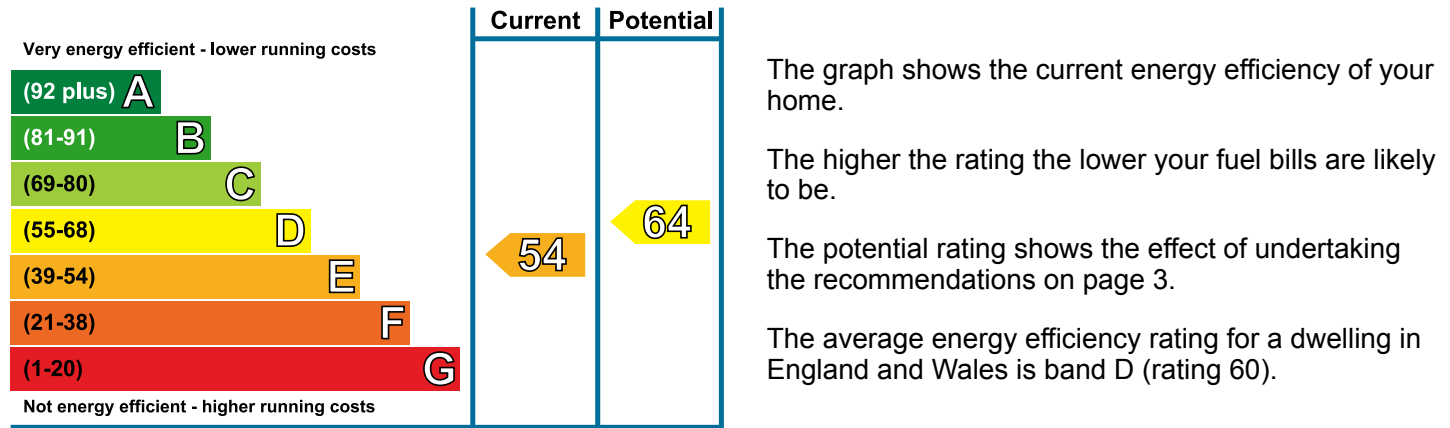 Current Potential
Very energy efficient - lower running costs
(92 plus) A
(81-91) B
(69-80) C
(55-68) D
(39-54) E
(21-38) F
(1-20) G
Not energy efficient - higher running costs
54
64
The graph shows the current energy efficiency of your
home.
The higher the rating the lower your fuel bills are likely
to be.
The potential rating shows the effect of undertaking
the recommendations on page 3.
The average energy efficiency rating for a dwelling in
England and Wales is band D (rating 60).